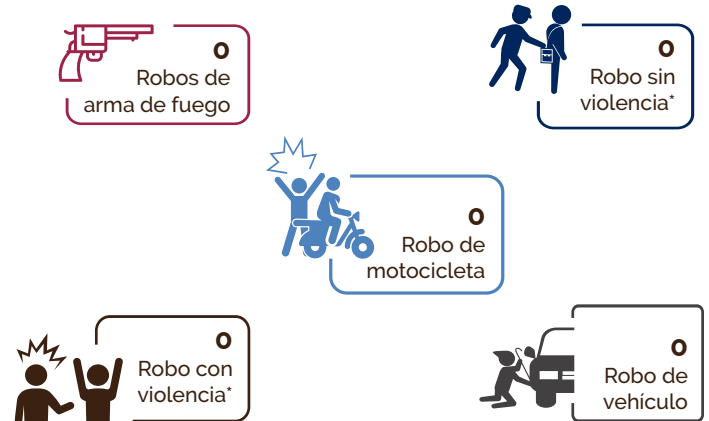 0
Robos de
arma de fuego
0
Robo sin
violencia*
0
Robo de
motocicleta
0
Robo con
violencia*
0
Robo de
vehículo